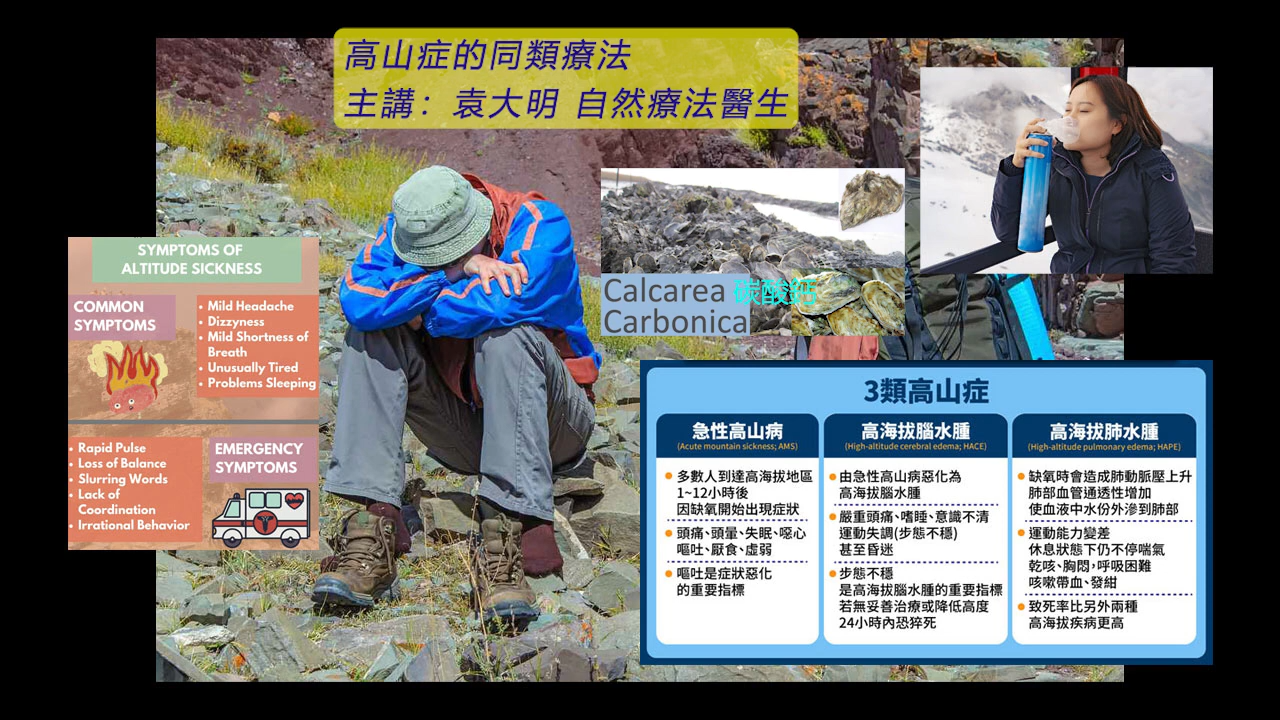 高山症的同類療法
主講：袁大明 自然療法醫生
SYMPTOMS OF
ALTITUDE SICKNESS
COMMON
SYMPTOMS
• Mild Headache
• Dizzyness
• Mild Shortness of
Breath
• Unusually Tired
• Problems Sleeping
• Rapid Pulse
• Loss of Balance
• Slurring Words
• Lack of
Coordination
• Irrational Behavior
EMERGENCY
SYMPTOMS
Calcarea 碳酸鈣
Carbonica
3類高山症
急性高山病
(Acute mountain sickness; AMS)
• 多數人到達高海拔地區
1~12小時後
因缺氧開始出現症狀
• 頭痛、頭暈、失眠、噁心
嘔吐、厭食、虛弱
• 嘔吐是症狀惡化
的重要指標
高海拔腦水腫
(High-altitude cerebral edema; HACE)
• 由急性高山病惡化為
高海拔腦水腫
• 嚴重頭痛、嗜睡、意識不清
運動失調(步態不穩)
甚至昏迷
• 步態不穩
是高海拔腦水腫的重要指標
若無妥善治療或降低高度
24小時內恐猝死
高海拔肺水腫
(High-altitude pulmonary edema; HAPE)
• 缺氧時會造成肺動脈壓上升
肺部血管通透性增加
使血液中水份外滲到肺部
• 運動能力變差
休息狀態下仍不停喘氣
乾咳、胸悶，呼吸困難
咳嗽帶血、發紺
• 致死率比另外兩種
高海拔疾病更高